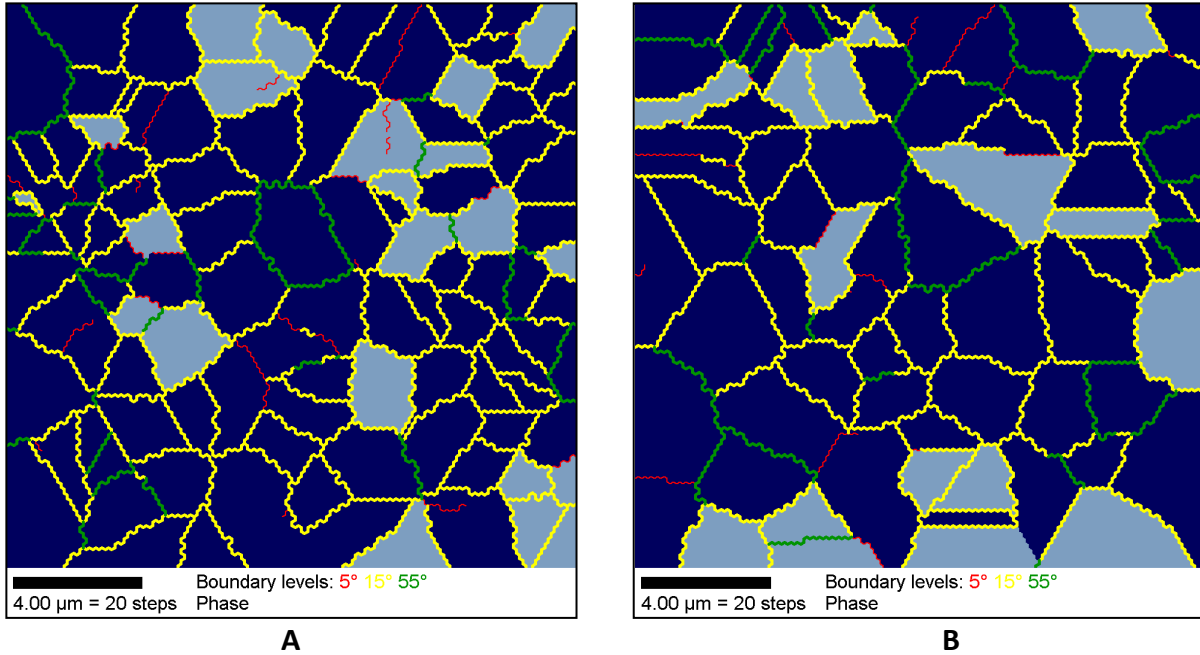 Boundary levels: 5° 15° 55°
4.00 µm = 20 steps Phase
A
Boundary levels: 5° 15° 55°
4.00 µm = 20 steps Phase
B